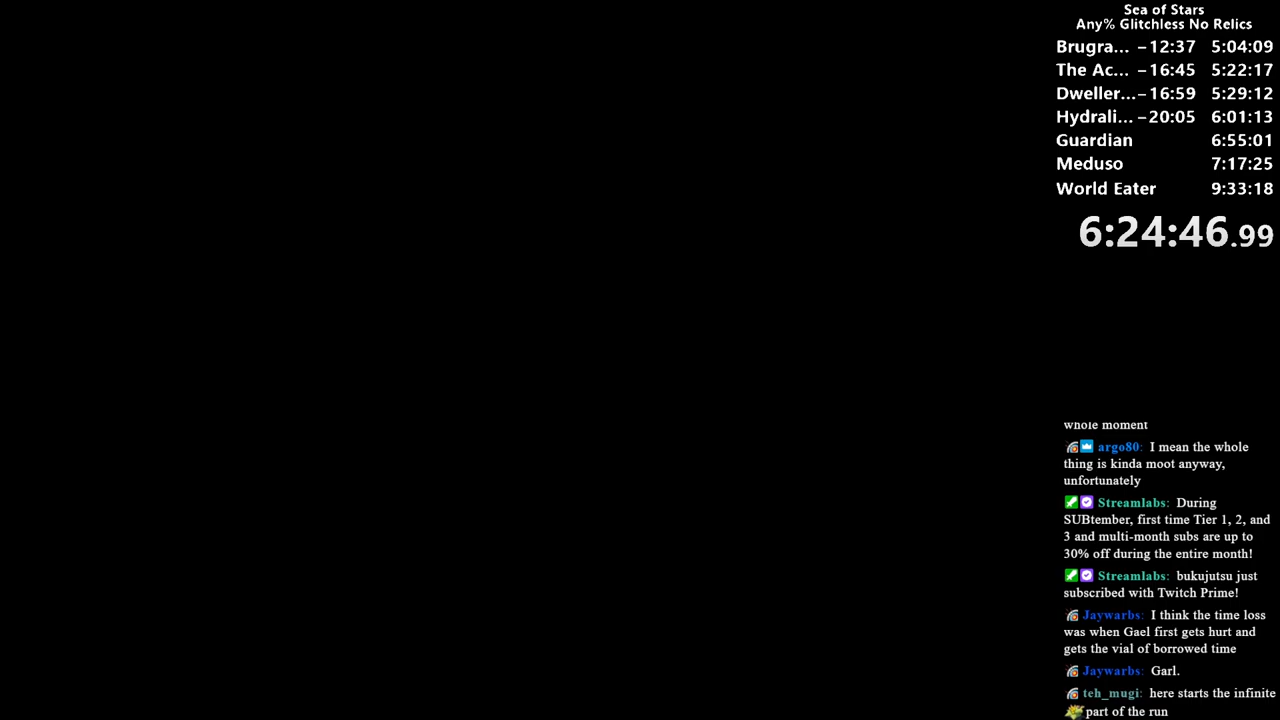 Sea of Stars
Any% Glitchless No Relics
Brugra... -12:37 5:04:09
The Ac... -16:45 5:22:17
Dweller... -16:59 5:29:12
Hydrali... -20:05 6:01:13
Guardian 6:55:01
Meduso 7:17:25
World Eater 9:33:18
6:24:46.99
whole moment
argo80: I mean the whole
thing is kinda moot anyway,
unfortunately
Streamlabs: During
SUBtember, first time Tier 1, 2, and
3 and multi-month subs are up to
30% off during the entire month!
Streamlabs: bukujutsu just
subscribed with Twitch Prime!
Jaywarbs: I think the time loss
was when Gael first gets hurt and
gets the vial of borrowed time
Jaywarbs: Garl.
teh_mugi: here starts the infinite
part of the run